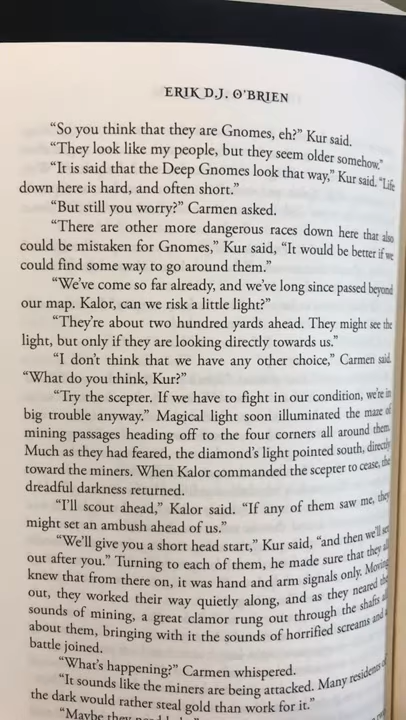 ERIK D.J. O'BRIEN
“So you think that they are Gnomes, eh?” Kur said.
“They look like my people, but they seem older somehow.”
“It is said that the Deep Gnomes look that way,” Kur said. “Life
down here is hard, and often short.”
“But still you worry?” Carmen asked.
“There are other more dangerous races down here that also
could be mistaken for Gnomes,” Kur said, “It would be better if we
could find some way to go around them.”
“We’ve come so far already, and we’ve long since passed beyond
our map. Kalor, can we risk a little light?”
“They’re about two hundred yards ahead. They might see the
light, but only if they are looking directly towards us.”
“I don’t think that we have any other choice,” Carmen said.
“What do you think, Kur?”
“Try the scepter. If we have to fight in our condition, we’re in
big trouble anyway.” Magical light soon illuminated the maze of
mining passages heading off to the four corners all around them.
Much as they had feared, the diamond’s light pointed south, directly
toward the miners. When Kalor commanded the scepter to cease, the
dreadful darkness returned.
“I’ll scout ahead,” Kalor said. “If any of them saw me, they
might set an ambush ahead of us.”
“We’ll give you a short head start,” Kur said, “and then we’ll set
out after you.” Turning to each of them, he made sure that they all
knew that from there on, it was hand and arm signals only. Moving
out, they worked their way quietly along, and as they neared the
sounds of mining, a great clamor rung out through the shafts all
about them, bringing with it the sounds of horrified screams and a
battle joined.
“What’s happening?” Carmen whispered.
“It sounds like the miners are being attacked. Many residents of
the dark would rather steal gold than work for it.”
“Maybe they